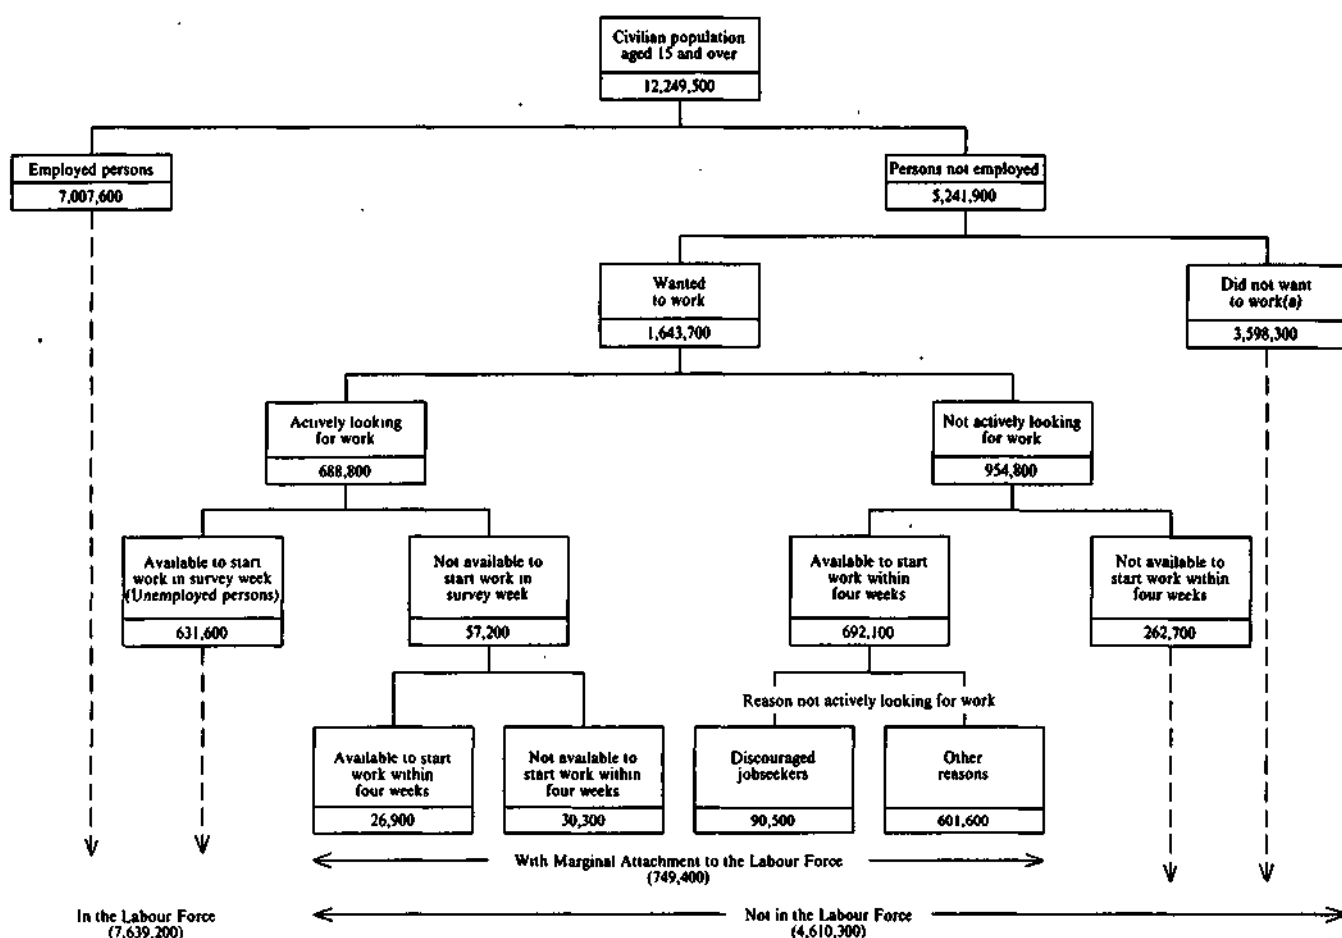 Civilian population
aged 15 and over
12,249,500
Employed persons
7,007,600
Persons not employed
5,241,900
Wanted
to work
1,643,700
Did not want
to work(a)
3,598,300
Actively looking
for work
688,800
Not actively looking
for work
954,800
Available to start
work in survey week
(Unemployed persons)
631,600
Not available to
start work in
survey week
57,200
Available to start
work within
four weeks
692,100
Not available to
start work within
four weeks
262,700
Reason not actively looking for work
Available to start
work within
four weeks
26,900
Not available to
start work within
four weeks
30,300
Discouraged
jobseekers
90,500
Other
reasons
601,600
With Marginal Attachment to the Labour Force
(749,400)
In the Labour Force
(7,639,200)
Not in the Labour Force
(4,610,300)